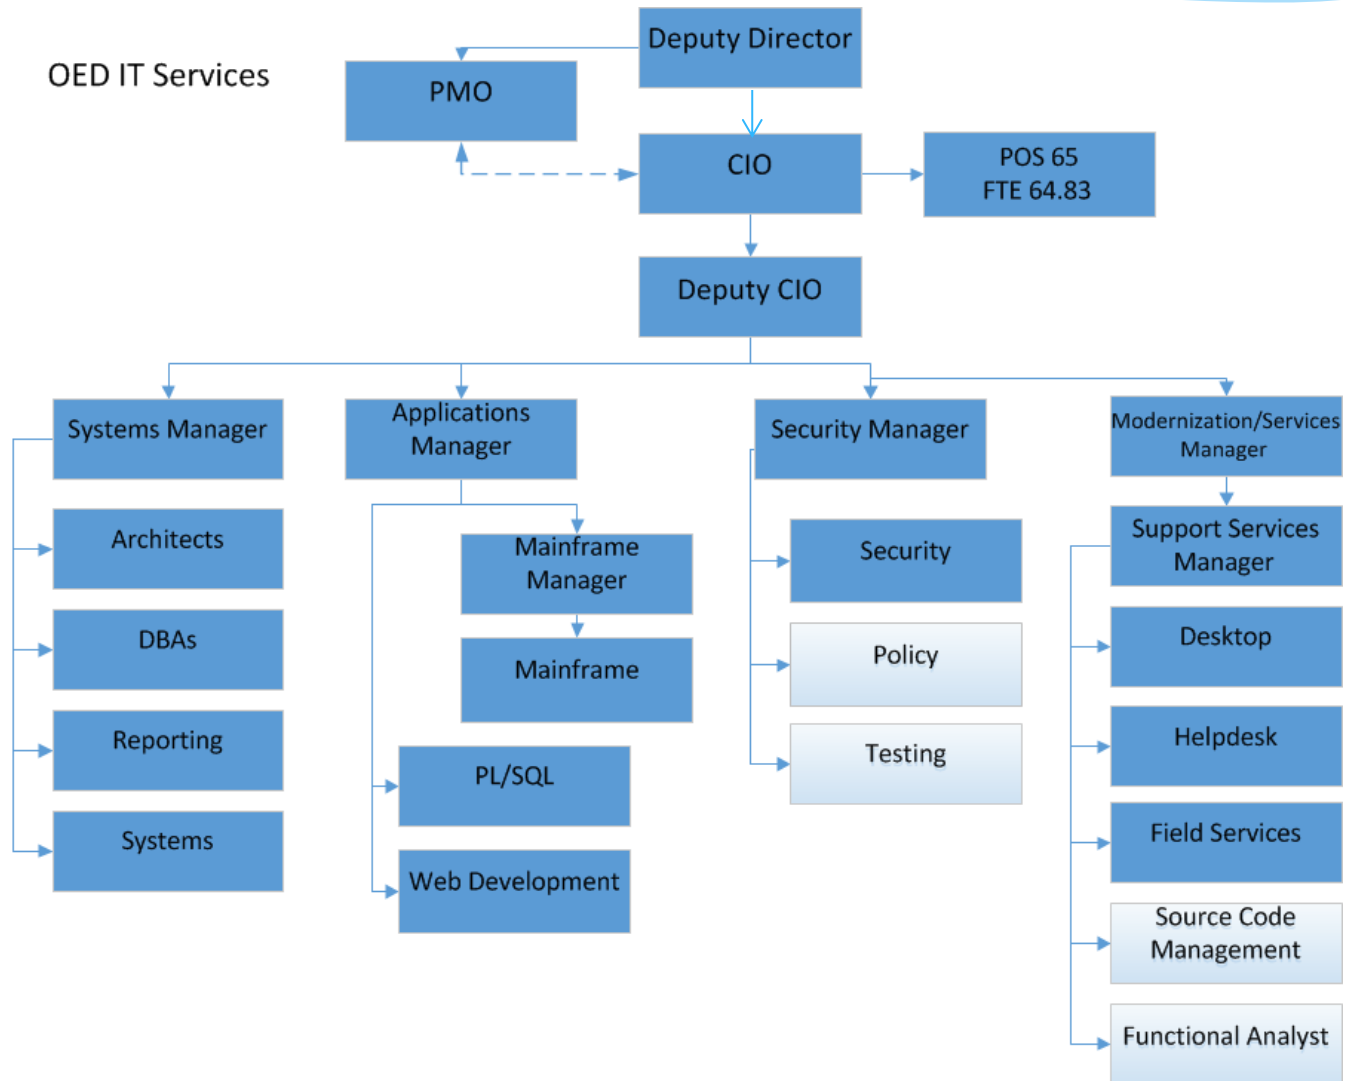 Deputy Director
OED IT Services
PMO
CIO
POS 65
FTE 64.83
Deputy CIO
Systems Manager
Applications
Manager
Security Manager
Modernization/Services
Manager
Architects
DBAs
Reporting
Systems
Mainframe
Manager
Mainframe
PL/SQL
Web Development
Security
Policy
Testing
Support Services
Manager
Desktop
Helpdesk
Field Services
Source Code
Management
Functional Analyst